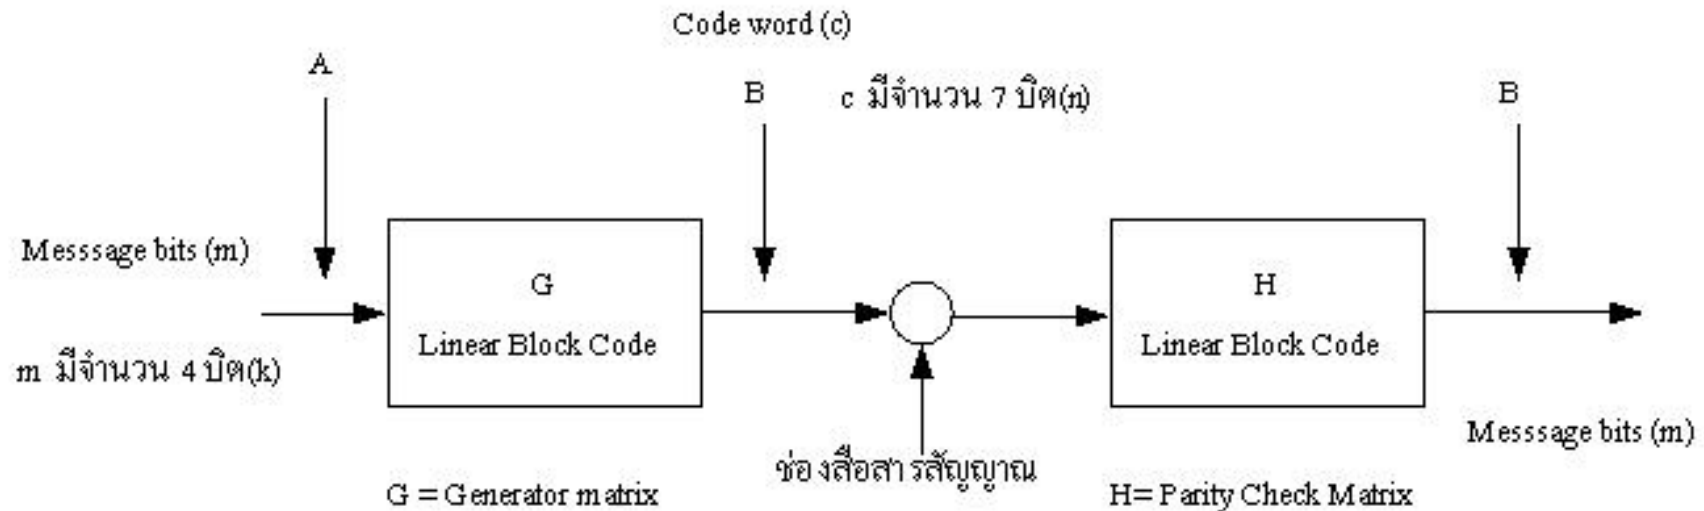 Code word (c)
A
B
c มีจำนวน 7 บิต(n)
B
Messsage bits (m)
G
Linear Block Code
H
Linear Block Code
m มีจำนวน 4 บิต(k)
Messsage bits (m)
ช่องสื่อสารสัญญาณ
G = Generator matrix
H= Parity Check Matrix